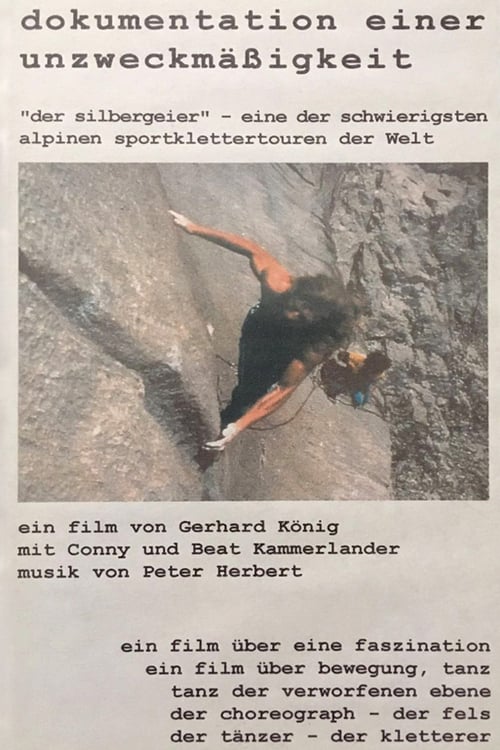 dokumentation einer
unzweckmäßigkeit
"der silbergeier" - eine der schwierigsten
alpinen sportklettertouren der Welt
ein film von Gerhard König
mit Conny und Beat Kammerlander
musik von Peter Herbert
ein film über eine faszination
ein film über bewegung, tanz
tanz der verworfenen ebene
der choreograph - der fels
der tänzer - der kletterer